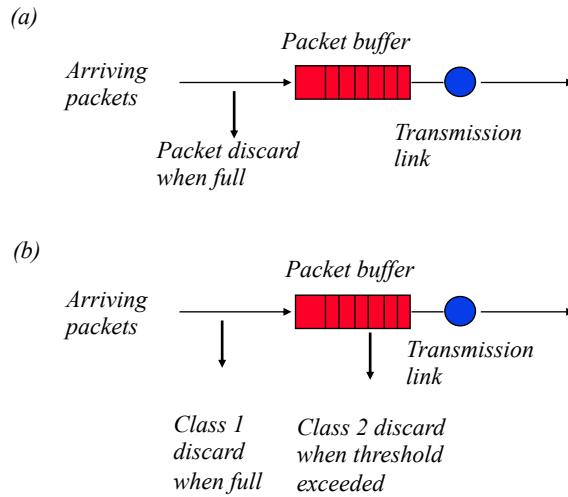 (a)
Packet buffer
Arriving
packets
Packet discard
when full
Transmission
link
(b)
Packet buffer
Arriving
packets
Transmission
link
Class 1
discard
when full
Class 2 discard
when threshold
exceeded